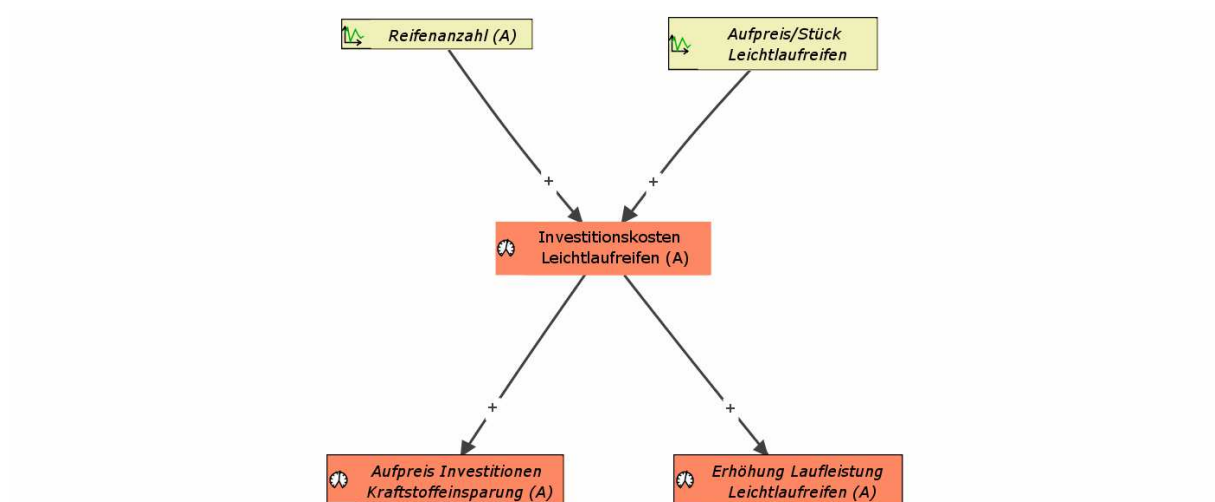 Reifenanzahl (A)
Aufpreis/Stück
Leichtlaufreifen
+
+
Investitionskosten
Leichtlaufreifen (A)
+
+
Aufpreis Investitionen
Kraftstoffeinsparung (A)
Erhöhung Laufleistung
Leichtlaufreifen (A)